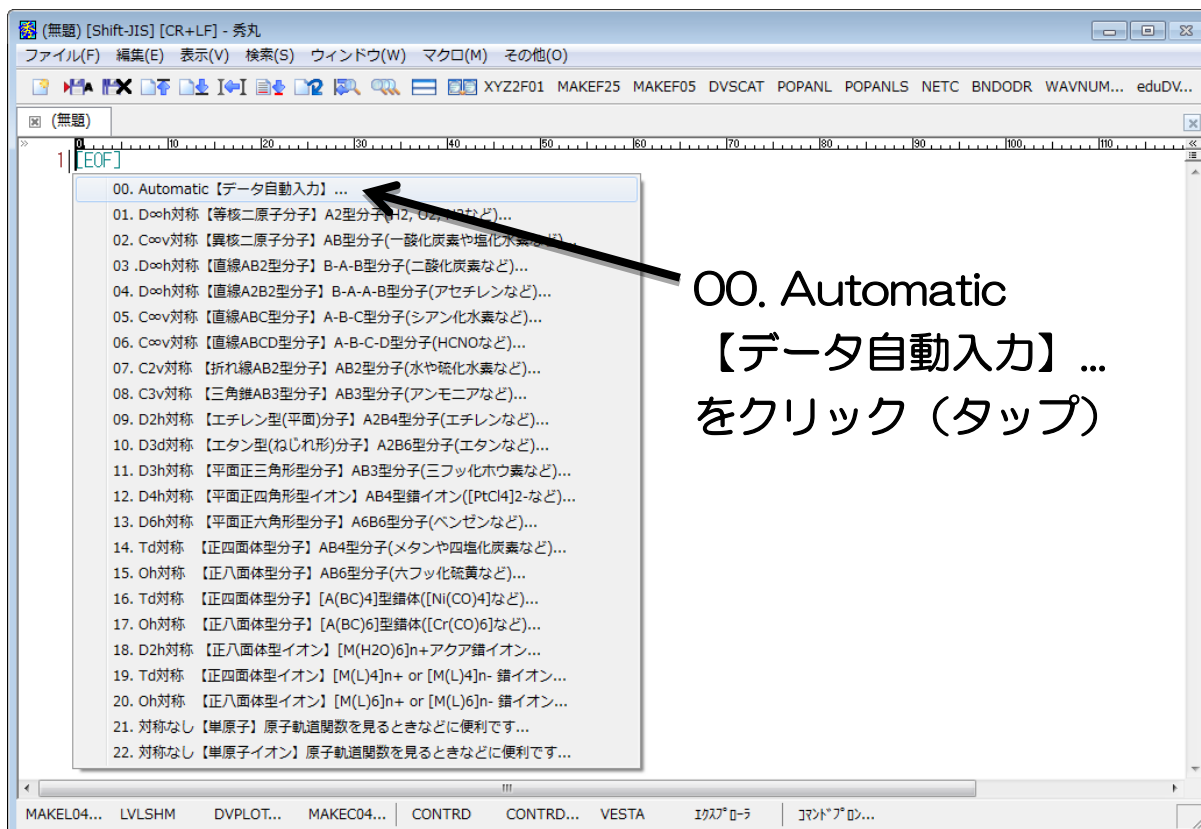 (無題) [Shift-JIS] [CR+LF] - 秀丸
ファイル(F) 編集(E) 表示(V) 検索(S) ウィンドウ(W) マクロ(M) その他(O)
XYZ2F01 MAKEF25 MAKEF05 DVSCAT POPANL POPANLS NETC BNDODR WAVNUM... eduDV...
(無題)
0 10 20 30 40 50 60 70 80 90 100 110
1 [EOF]
00. Automatic【データ自動入力】...
01. D∞h対称【等核二原子分子】A2型分子(H2, O2, N2など)...
02. C∞v対称【異核二原子分子】AB型分子(一酸化炭素や塩化水素など)...
03 .D∞h対称【直線AB2型分子】B-A-B型分子(二酸化炭素など)...
04. D∞h対称【直線A2B2型分子】B-A-A-B型分子(アセチレンなど)...
05. C∞v対称【直線ABC型分子】A-B-C型分子(シアン化水素など)...
06. C∞v対称【直線ABCD型分子】A-B-C-D型分子(HCNOなど)...
07. C2v対称 【折れ線AB2型分子】AB2型分子(水や硫化水素など)...
08. C3v対称 【三角錐AB3型分子】AB3型分子(アンモニアなど)...
09. D2h対称 【エチレン型(平面)分子】A2B4型分子(エチレンなど)...
10. D3d対称 【エタン型(ねじれ形)分子】A2B6型分子(エタンなど)...
11. D3h対称 【平面正三角形型分子】AB3型分子(三フッ化ホウ素など)...
12. D4h対称 【平面正四角形型イオン】AB4型錯イオン([PtCl4]2-など)...
13. D6h対称 【平面正六角形型分子】A6B6型分子(ベンゼンなど)...
14. Td対称 【正四面体型分子】AB4型分子(メタンや四塩化炭素など)...
15. Oh対称 【正八面体型分子】AB6型分子(六フッ化硫黄など)...
16. Td対称 【正四面体型分子】[A(BC)4]型錯体([Ni(CO)4]など)...
17. Oh対称 【正八面体型分子】[A(BC)6]型錯体([Cr(CO)6]など)...
18. D2h対称 【正八面体型イオン】[M(H2O)6]n+アクア錯イオン...
19. Td対称 【正四面体型イオン】[M(L)4]n+ or [M(L)4]n- 錯イオン...
20. Oh対称 【正八面体型イオン】[M(L)6]n+ or [M(L)6]n- 錯イオン...
21. 対称なし【単原子】原子軌道関数を見るときなどに便利です...
22. 対称なし【単原子イオン】原子軌道関数を見るときなどに便利です...
00. Automatic
【データ自動入力】...
をクリック（タップ）
MAKEL04... LVLSHM DVPLOT... MAKEC04... CONTRD CONTRD... VESTA ｴｸｽﾌﾟﾛｰﾗ ｺﾏﾝﾄﾞﾌﾟﾛﾝ...